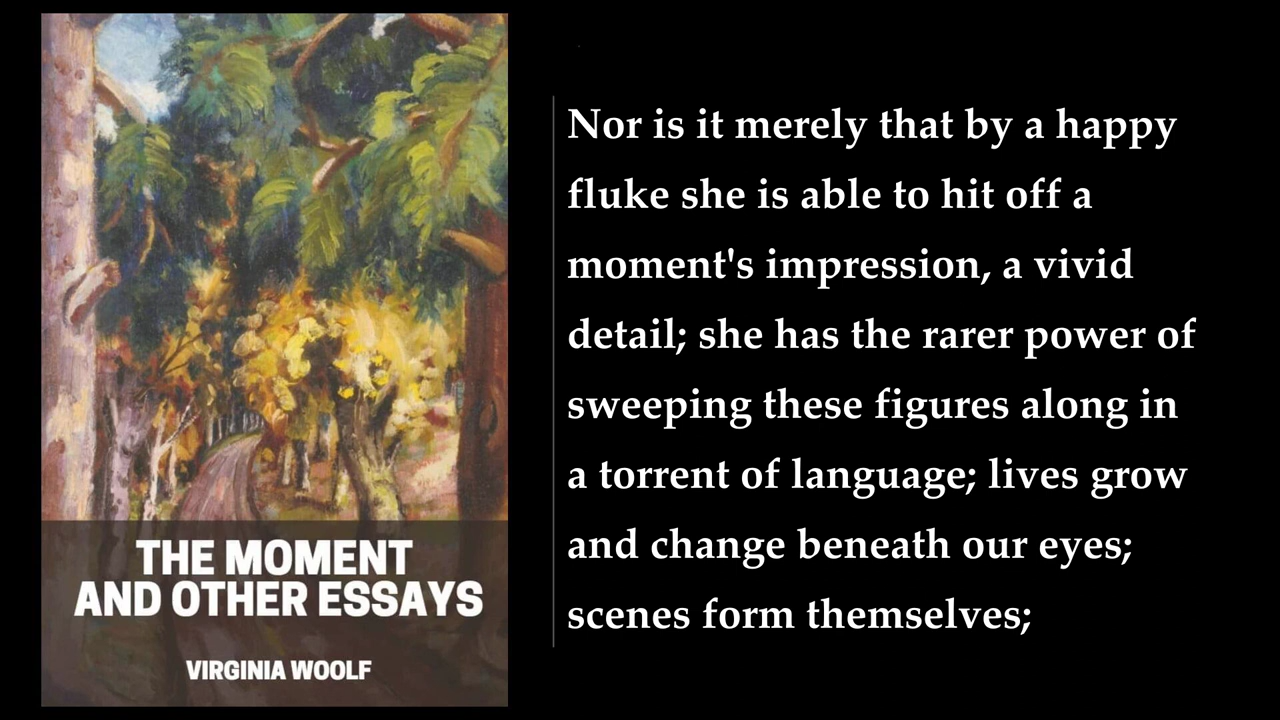 THE MOMENT
AND OTHER ESSAYS
VIRGINIA WOOLF
Nor is it merely that by a happy
fluke she is able to hit off a
moment's impression, a vivid
detail; she has the rarer power of
sweeping these figures along in
a torrent of language; lives grow
and change beneath our eyes;
scenes form themselves;